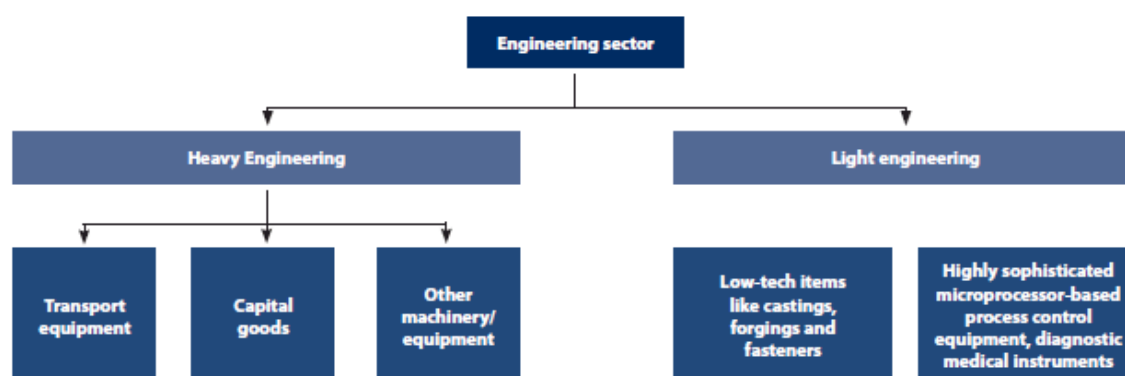 Engineering sector
Heavy Engineering
Light engineering
Transport
equipment
Capital
goods
Other
machinery/
equipment
Low-tech items
like castings,
forgings and
fasteners
Highly sophisticated
microprocessor-based
process control
equipment, diagnostic
medical instruments